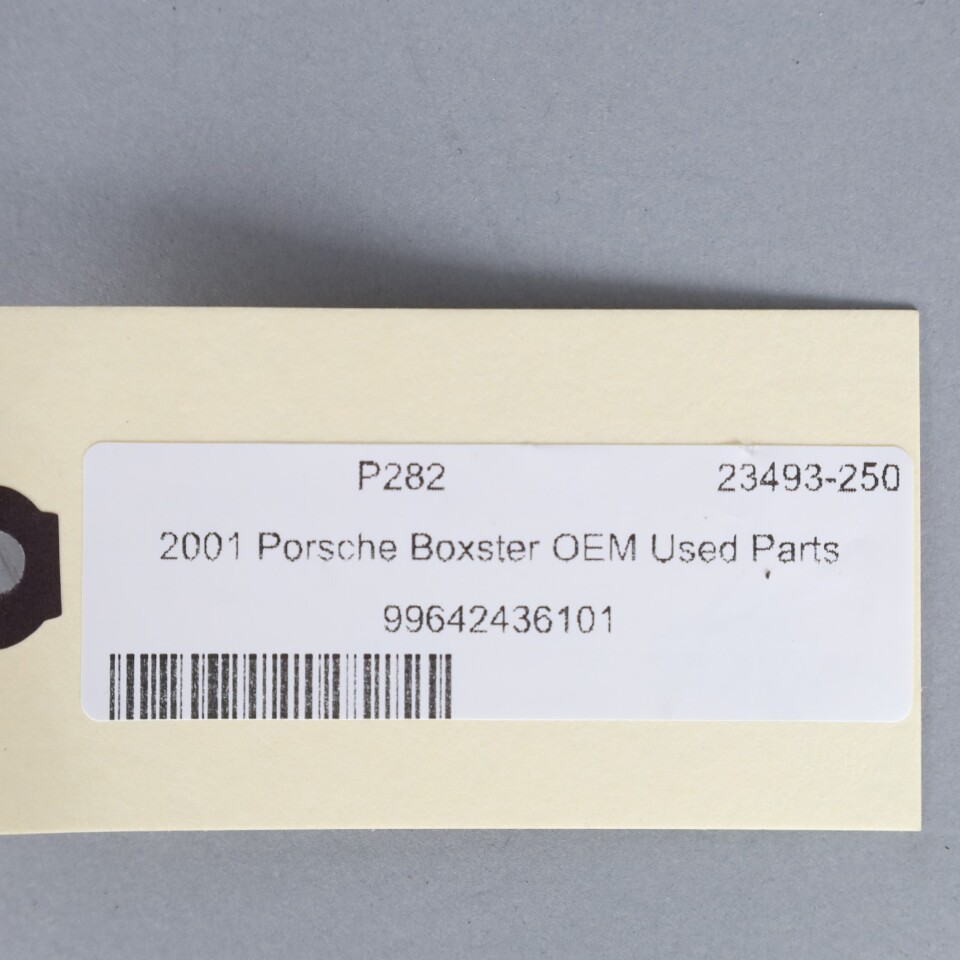 P282 23493-250
2001 Porsche Boxster OEM Used Parts
99642436101